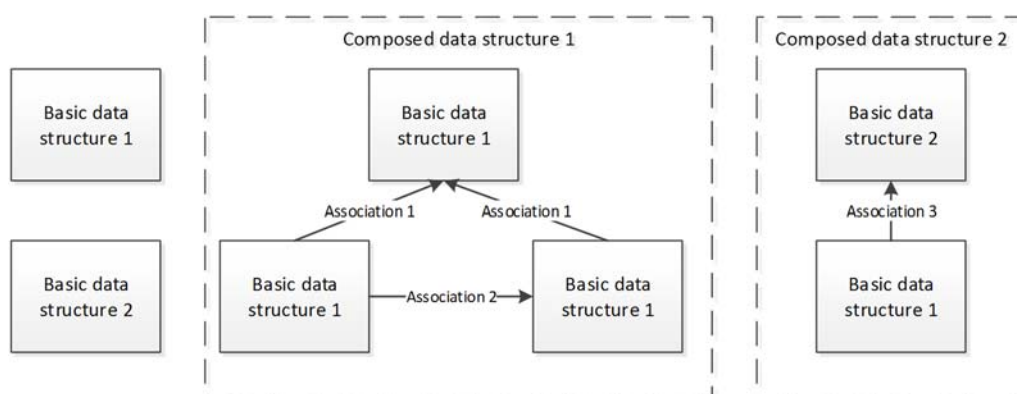 Composed data structure 1
Composed data structure 2
Basic data
structure 1
Basic data
structure 1
Basic data
structure 2
Association 1
Association 1
Association 3
Basic data
structure 2
Basic data
structure 1
Association 2
Basic data
structure 1
Basic data
structure 1